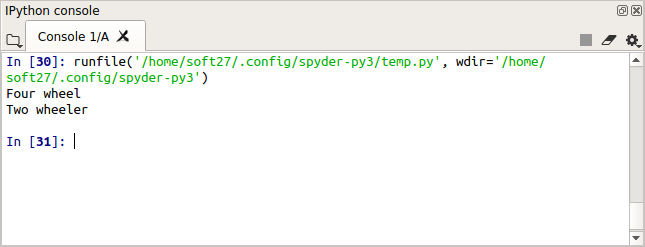 IPython console
Console 1/A
In [30]: runfile('/home/soft27/.config/spyder-py3/temp.py', wdir='/home/
soft27/.config/spyder-py3')
Four wheel
Two wheeler
In [31]: